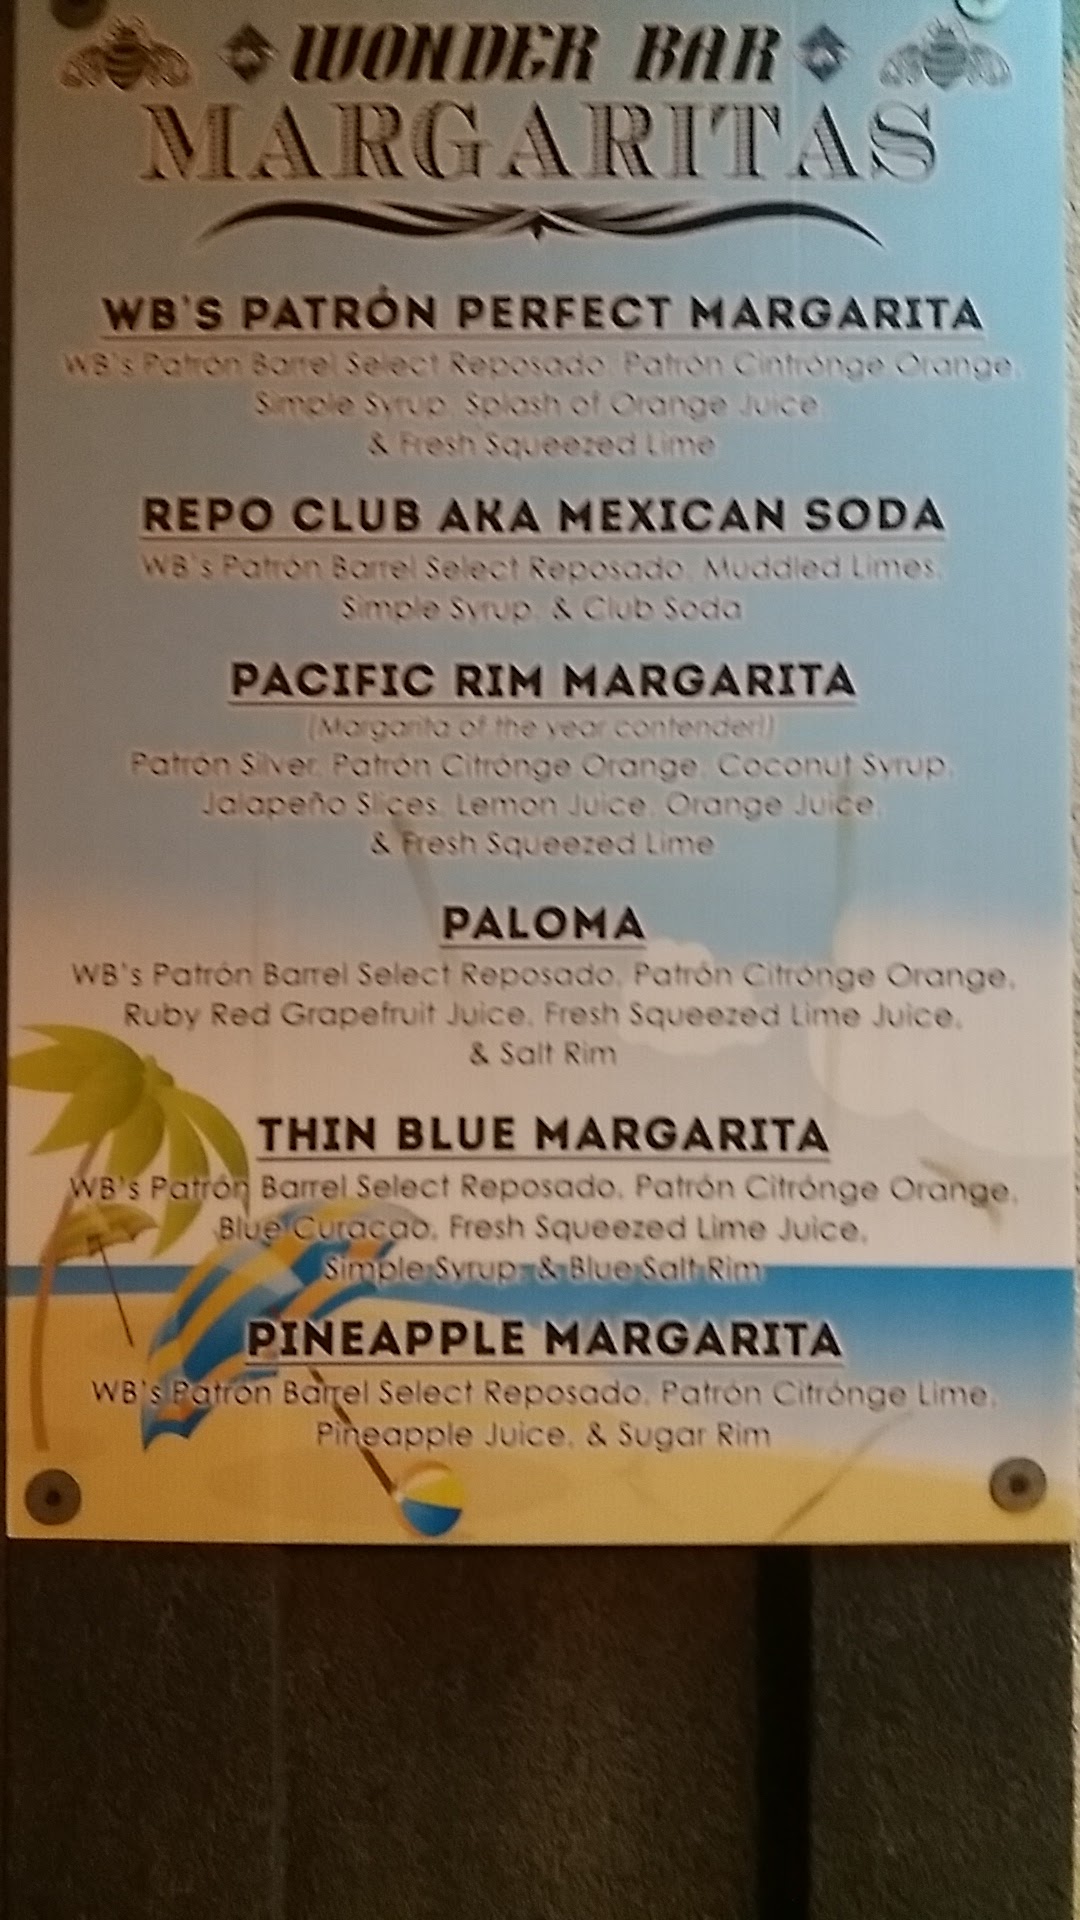 WONDER BAR
MARGARITAS
WB'S PATRÓN PERFECT MARGARITA
WB's Patrón Barrel Select Reposado, Patrón Cintrónge Orange,
Simple Syrup, Splash of Orange Juice,
& Fresh Squeezed Lime
REPO CLUB AKA MEXICAN SODA
WB's Patrón Barrel Select Reposado, Muddled Limes,
Simple Syrup, & Club Soda
PACIFIC RIM MARGARITA
(Margarita of the year contender!)
Patrón Silver, Patrón Citrónge Orange, Coconut Syrup,
Jalapeño Slices, Lemon Juice, Orange Juice,
& Fresh Squeezed Lime
PALOMA
WB's Patrón Barrel Select Reposado, Patrón Citrónge Orange,
Ruby Red Grapefruit Juice, Fresh Squeezed Lime Juice,
& Salt Rim
THIN BLUE MARGARITA
WB's Patrón Barrel Select Reposado, Patrón Citrónge Orange,
Blue Curacao, Fresh Squeezed Lime Juice,
Simple Syrup, & Blue Salt Rim
PINEAPPLE MARGARITA
WB's Patrón Barrel Select Reposado, Patrón Citrónge Lime,
Pineapple Juice, & Sugar Rim